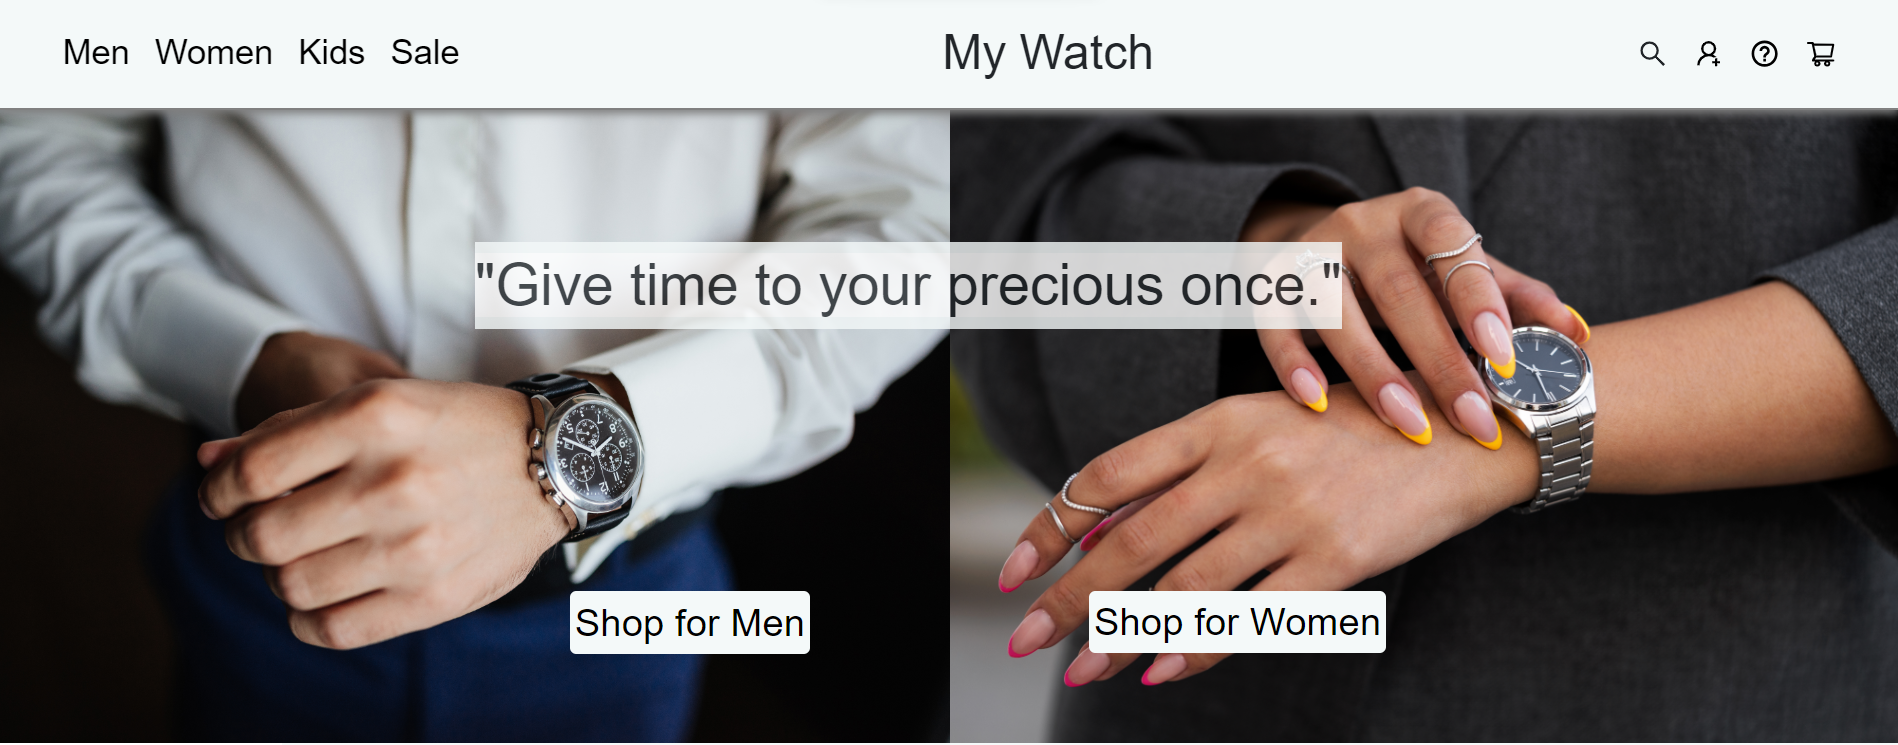 Men Women Kids Sale My Watch
"Give time to your precious once."
Shop for Men
Shop for Women